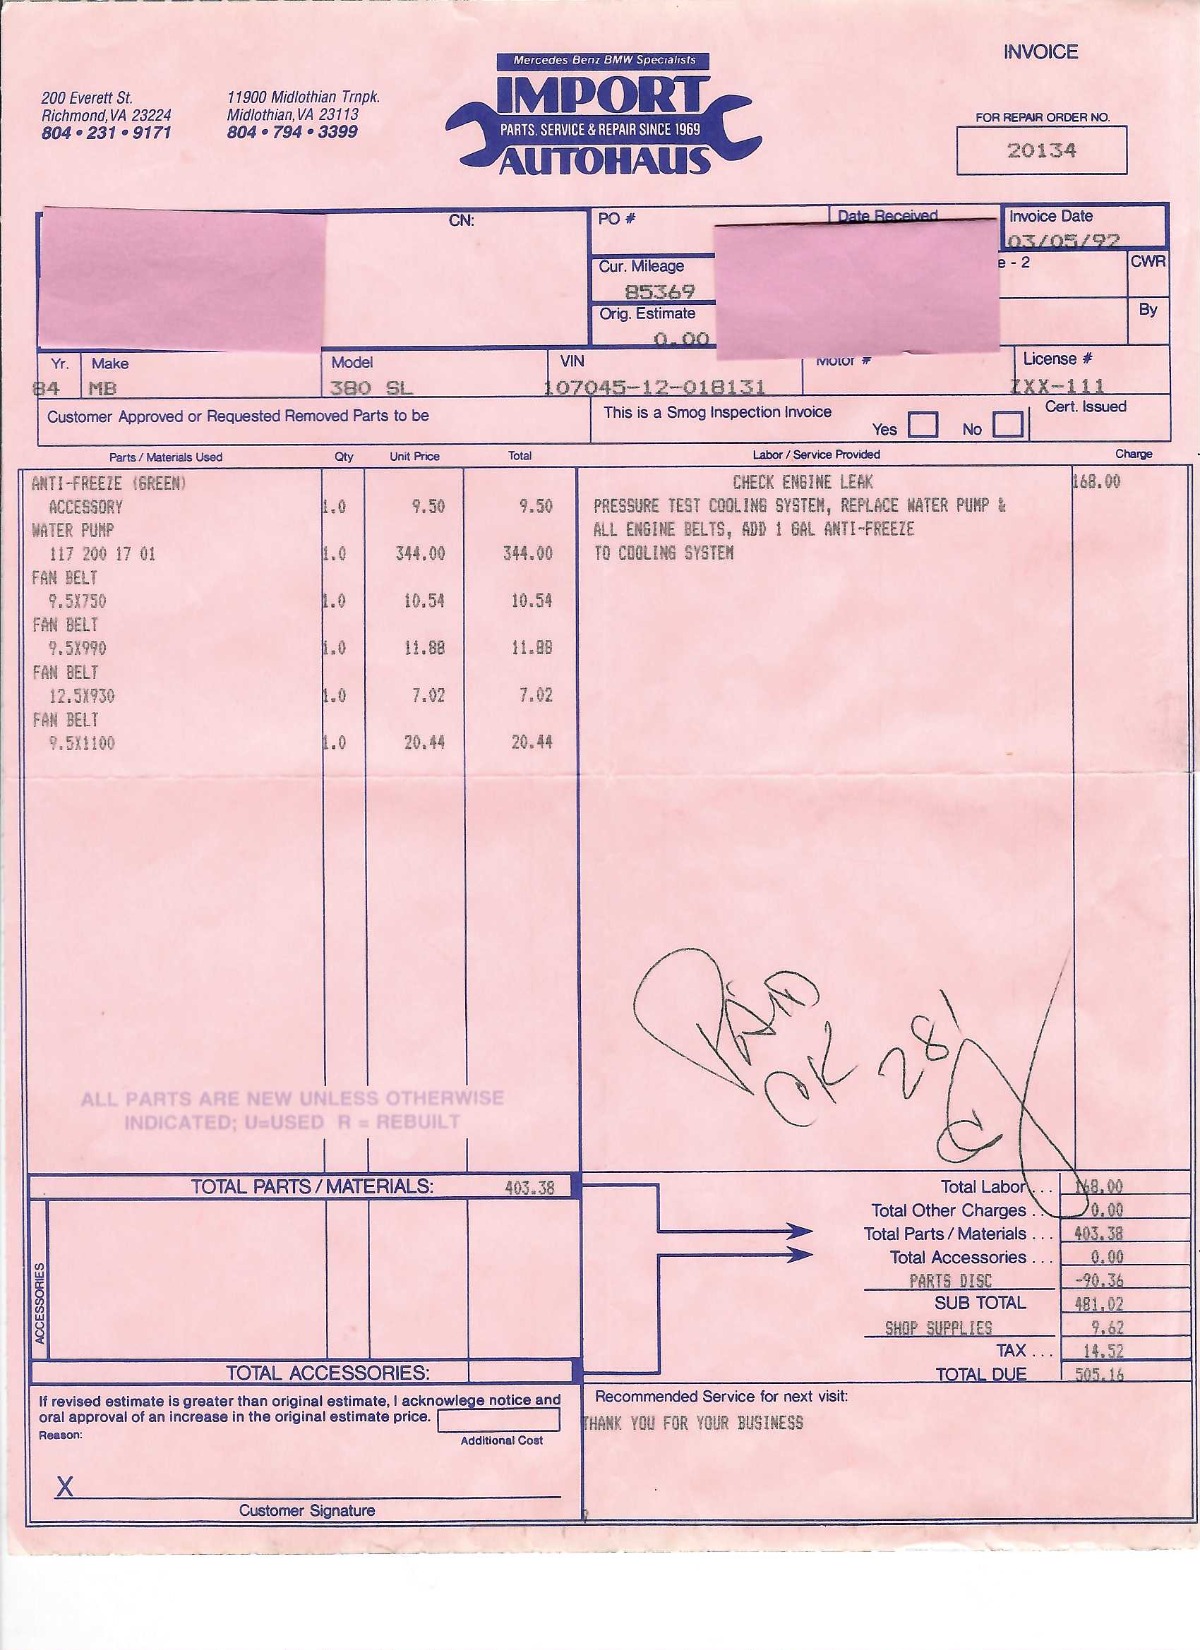 INVOICE
Mercedes Benz BMW Specialists
IMPORT
PARTS. SERVICE & REPAIR SINCE 1969
AUTOHAUS
200 Everett St.
Richmond, VA 23224
804 • 231 • 9171
11900 Midlothian Trnpk.
Midlothian, VA 23113
804 • 794 • 3399
FOR REPAIR ORDER NO.
20134
CN:
PO #
Date Received
Invoice Date
03/05/92
Cur. Mileage
85369
e - 2
CWR
Orig. Estimate
0.00
By
Yr. Make Model VIN Motor # License #
84 MB 380 SL 107045-12-018131 ZXX-111
Customer Approved or Requested Removed Parts to be
This is a Smog Inspection Invoice
Yes No
Cert. Issued
Parts / Materials Used Qty Unit Price Total Labor / Service Provided Charge
ANTI-FREEZE (GREEN)
ACCESSORY 1.0 9.50 9.50
WATER PUMP
117 200 17 01 1.0 344.00 344.00
FAN BELT
9.5X750 1.0 10.54 10.54
FAN BELT
9.5X990 1.0 11.88 11.88
FAN BELT
12.5X930 1.0 7.02 7.02
FAN BELT
9.5X1100 1.0 20.44 20.44
CHECK ENGINE LEAK 168.00
PRESSURE TEST COOLING SYSTEM, REPLACE WATER PUMP &
ALL ENGINE BELTS, ADD 1 GAL ANTI-FREEZE
TO COOLING SYSTEM
PAID
CK 281
ALL PARTS ARE NEW UNLESS OTHERWISE
INDICATED; U=USED R = REBUILT
TOTAL PARTS / MATERIALS: 403.38
ACCESSORIES
TOTAL ACCESSORIES:
Total Labor . . . 168.00
Total Other Charges . . 0.00
Total Parts / Materials . . . 403.38
Total Accessories . . . 0.00
PARTS DISC -90.36
SUB TOTAL 481.02
SHOP SUPPLIES 9.62
TAX . . . 14.52
TOTAL DUE 505.16
If revised estimate is greater than original estimate, I acknowlege notice and
oral approval of an increase in the original estimate price.
Reason:
Additional Cost
X
Customer Signature
Recommended Service for next visit:
THANK YOU FOR YOUR BUSINESS